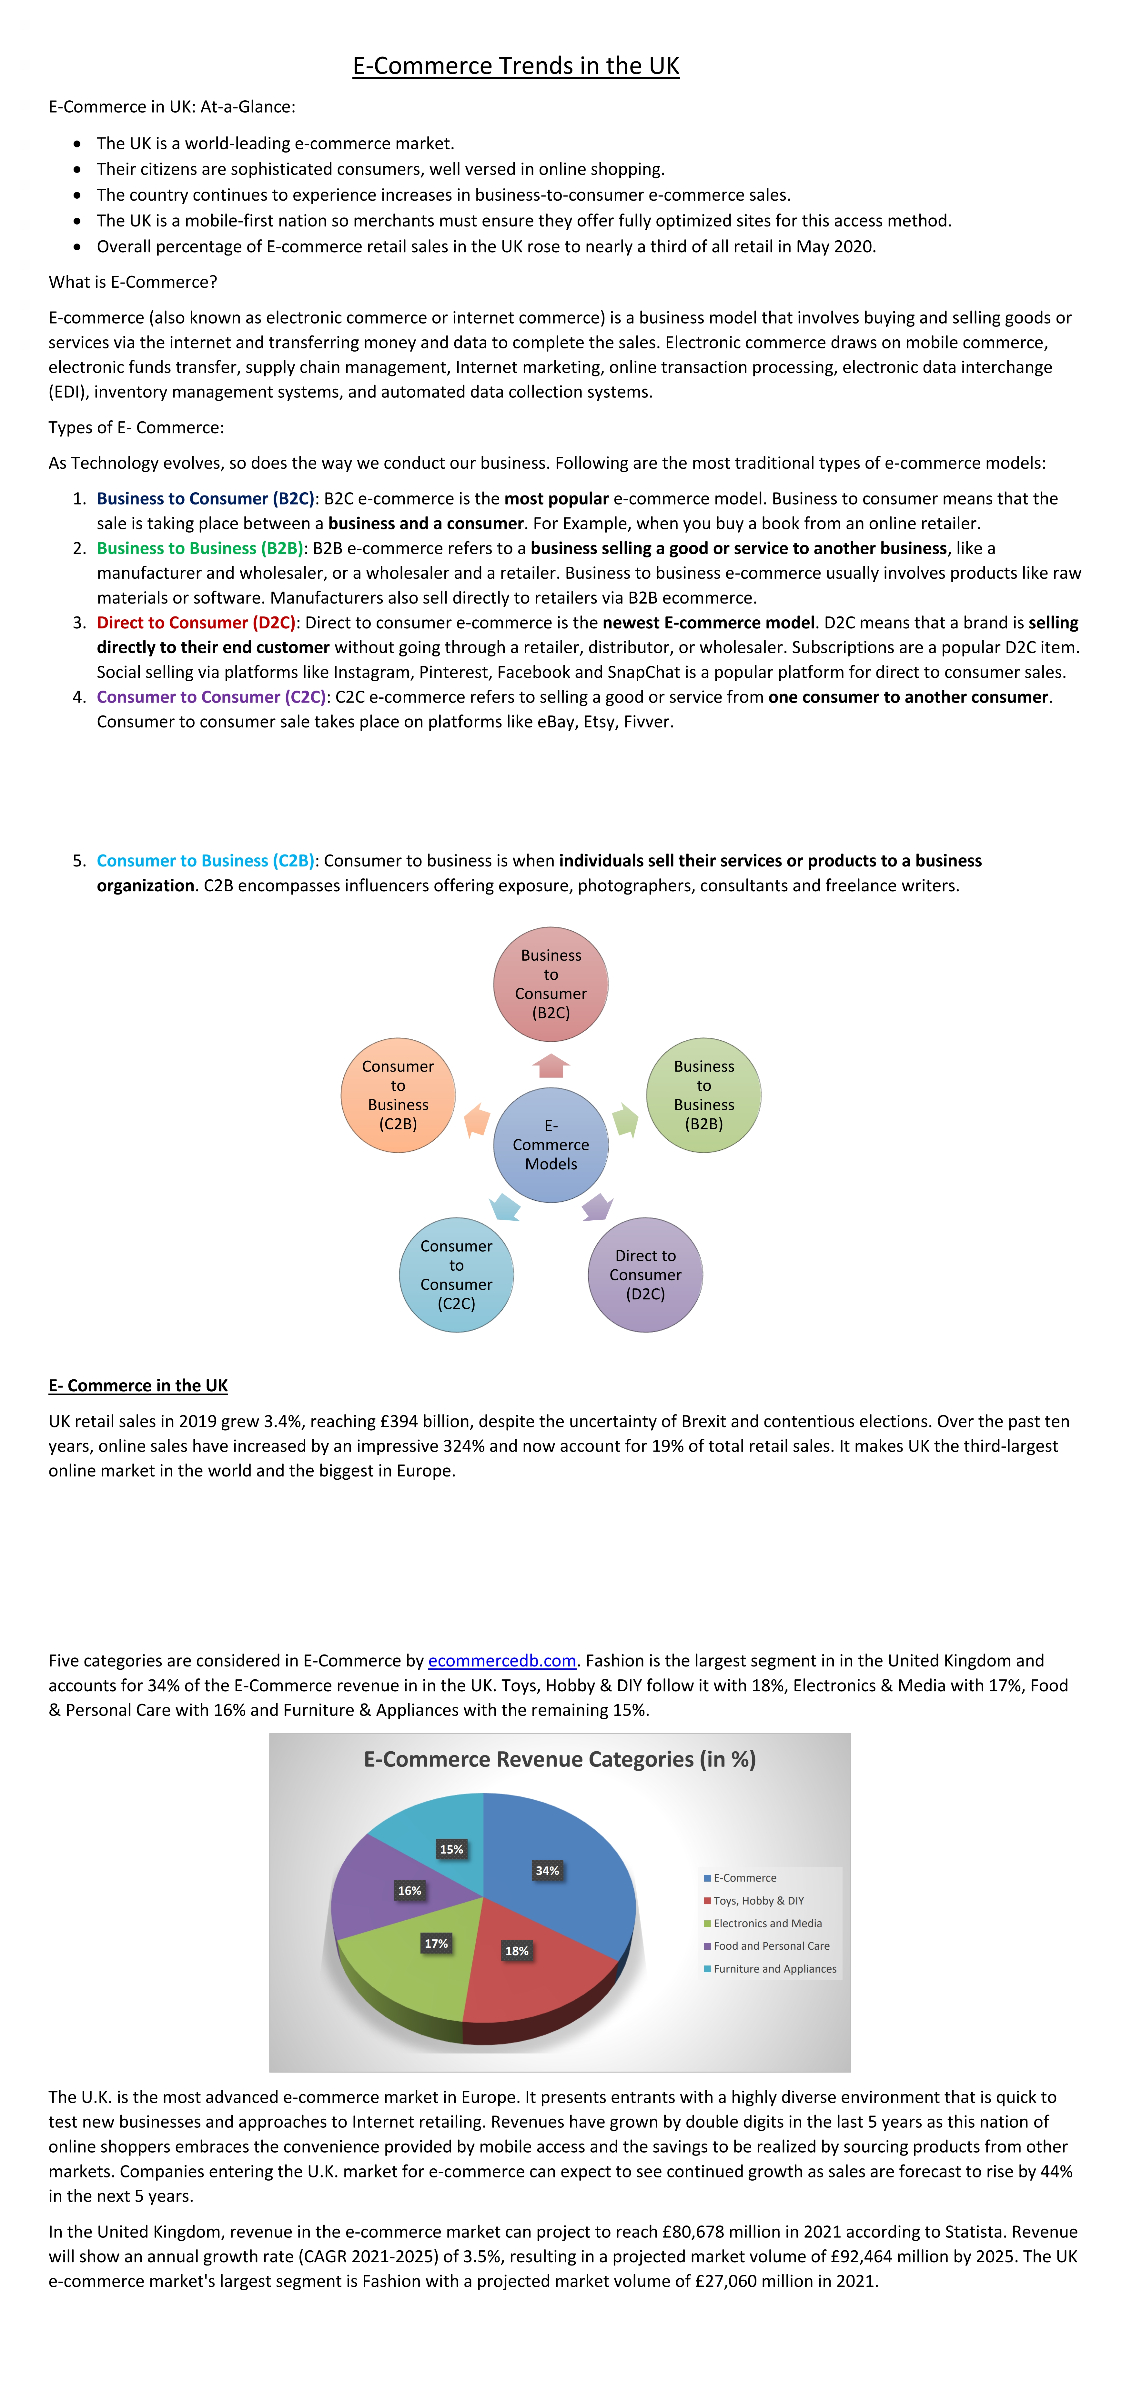 E-Commerce Trends in the UK
E-Commerce in UK: At-a-Glance:
• The UK is a world-leading e-commerce market.
• Their citizens are sophisticated consumers, well versed in online shopping.
• The country continues to experience increases in business-to-consumer e-commerce sales.
• The UK is a mobile-first nation so merchants must ensure they offer fully optimized sites for this access method.
• Overall percentage of E-commerce retail sales in the UK rose to nearly a third of all retail in May 2020.
What is E-Commerce?
E-commerce (also known as electronic commerce or internet commerce) is a business model that involves buying and selling goods or
services via the internet and transferring money and data to complete the sales. Electronic commerce draws on mobile commerce,
electronic funds transfer, supply chain management, Internet marketing, online transaction processing, electronic data interchange
(EDI), inventory management systems, and automated data collection systems.
Types of E- Commerce:
As Technology evolves, so does the way we conduct our business. Following are the most traditional types of e-commerce models:
1. Business to Consumer (B2C): B2C e-commerce is the most popular e-commerce model. Business to consumer means that the
sale is taking place between a business and a consumer. For Example, when you buy a book from an online retailer.
2. Business to Business (B2B): B2B e-commerce refers to a business selling a good or service to another business, like a
manufacturer and wholesaler, or a wholesaler and a retailer. Business to business e-commerce usually involves products like raw
materials or software. Manufacturers also sell directly to retailers via B2B ecommerce.
3. Direct to Consumer (D2C): Direct to consumer e-commerce is the newest E-commerce model. D2C means that a brand is selling
directly to their end customer without going through a retailer, distributor, or wholesaler. Subscriptions are a popular D2C item.
Social selling via platforms like Instagram, Pinterest, Facebook and SnapChat is a popular platform for direct to consumer sales.
4. Consumer to Consumer (C2C): C2C e-commerce refers to selling a good or service from one consumer to another consumer.
Consumer to consumer sale takes place on platforms like eBay, Etsy, Fivver.
5. Consumer to Business (C2B): Consumer to business is when individuals sell their services or products to a business
organization. C2B encompasses influencers offering exposure, photographers, consultants and freelance writers.
Business
to
Consumer
(B2C)
Consumer
to
Business
(C2B)
Business
to
Business
(B2B)
E-
Commerce
Models
Consumer
to
Consumer
(C2C)
Direct to
Consumer
(D2C)
E- Commerce in the UK
UK retail sales in 2019 grew 3.4%, reaching £394 billion, despite the uncertainty of Brexit and contentious elections. Over the past ten
years, online sales have increased by an impressive 324% and now account for 19% of total retail sales. It makes UK the third-largest
online market in the world and the biggest in Europe.
Five categories are considered in E-Commerce by ecommercedb.com. Fashion is the largest segment in in the United Kingdom and
accounts for 34% of the E-Commerce revenue in in the UK. Toys, Hobby & DIY follow it with 18%, Electronics & Media with 17%, Food
& Personal Care with 16% and Furniture & Appliances with the remaining 15%.
E-Commerce Revenue Categories (in %)
15%
34%
16%
17%
18%
E-Commerce
Toys, Hobby & DIY
Electronics and Media
Food and Personal Care
Furniture and Appliances
The U.K. is the most advanced e-commerce market in Europe. It presents entrants with a highly diverse environment that is quick to
test new businesses and approaches to Internet retailing. Revenues have grown by double digits in the last 5 years as this nation of
online shoppers embraces the convenience provided by mobile access and the savings to be realized by sourcing products from other
markets. Companies entering the U.K. market for e-commerce can expect to see continued growth as sales are forecast to rise by 44%
in the next 5 years.
In the United Kingdom, revenue in the e-commerce market can project to reach £80,678 million in 2021 according to Statista. Revenue
will show an annual growth rate (CAGR 2021-2025) of 3.5%, resulting in a projected market volume of £92,464 million by 2025. The UK
e-commerce market's largest segment is Fashion with a projected market volume of £27,060 million in 2021.